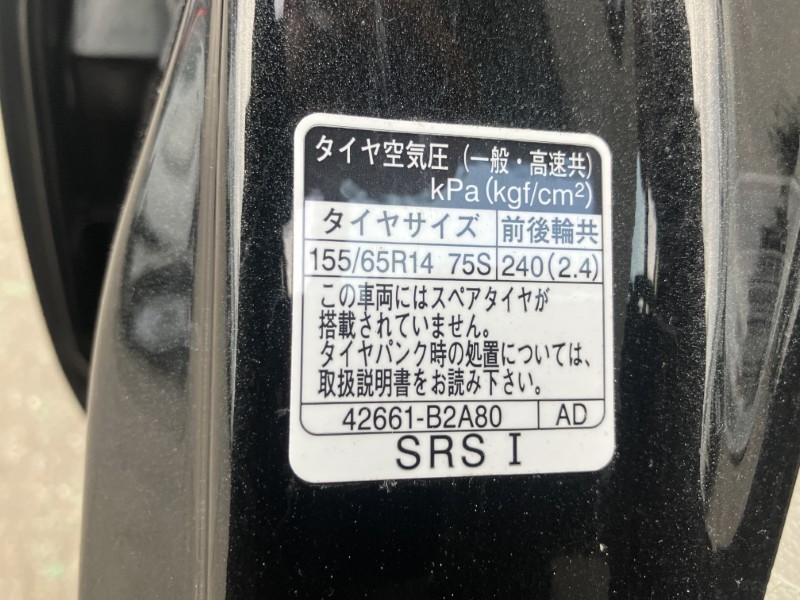 タイヤ空気圧（一般・高速共）
kPa(kgf/cm²)
タイヤサイズ 前後輪共
155/65R14 75S 240(2.4)
この車両にはスペアタイヤが
搭載されていません。
タイヤパンク時の処置については、
取扱説明書をお読み下さい。
42661-B2A80 AD
SRS I